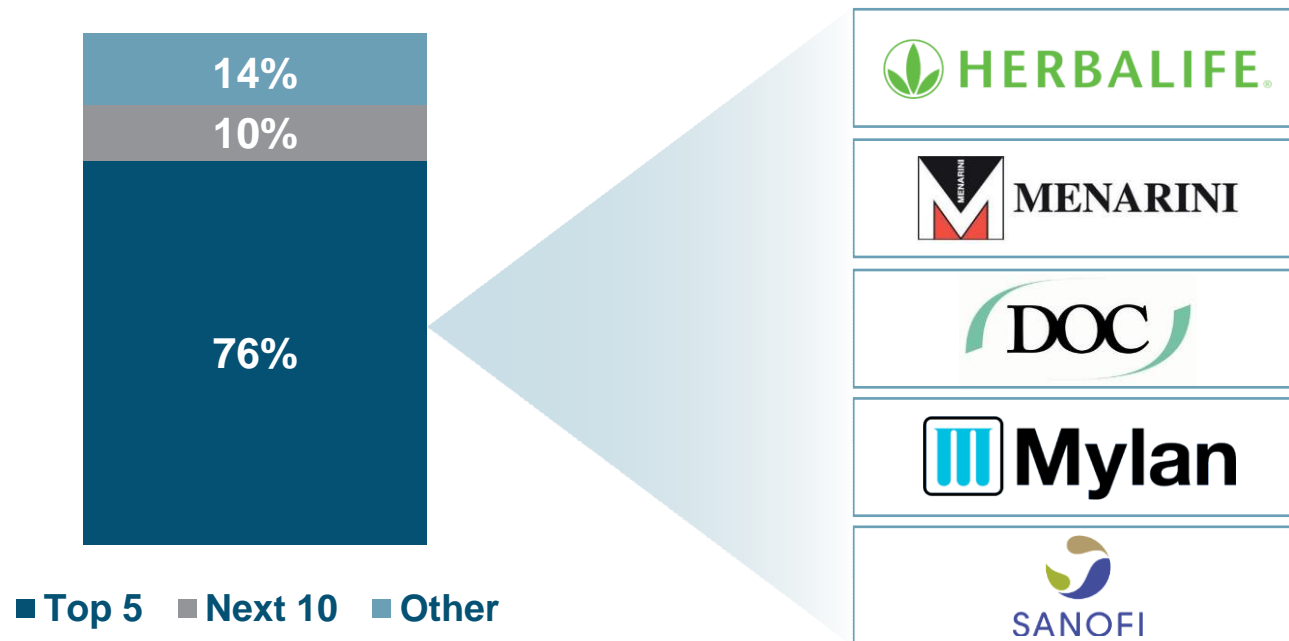 14%
10%
76%
Top 5 Next 10 Other
HERBALIFE®
MENARINI
MENARINI
DOC
Mylan
SANOFI